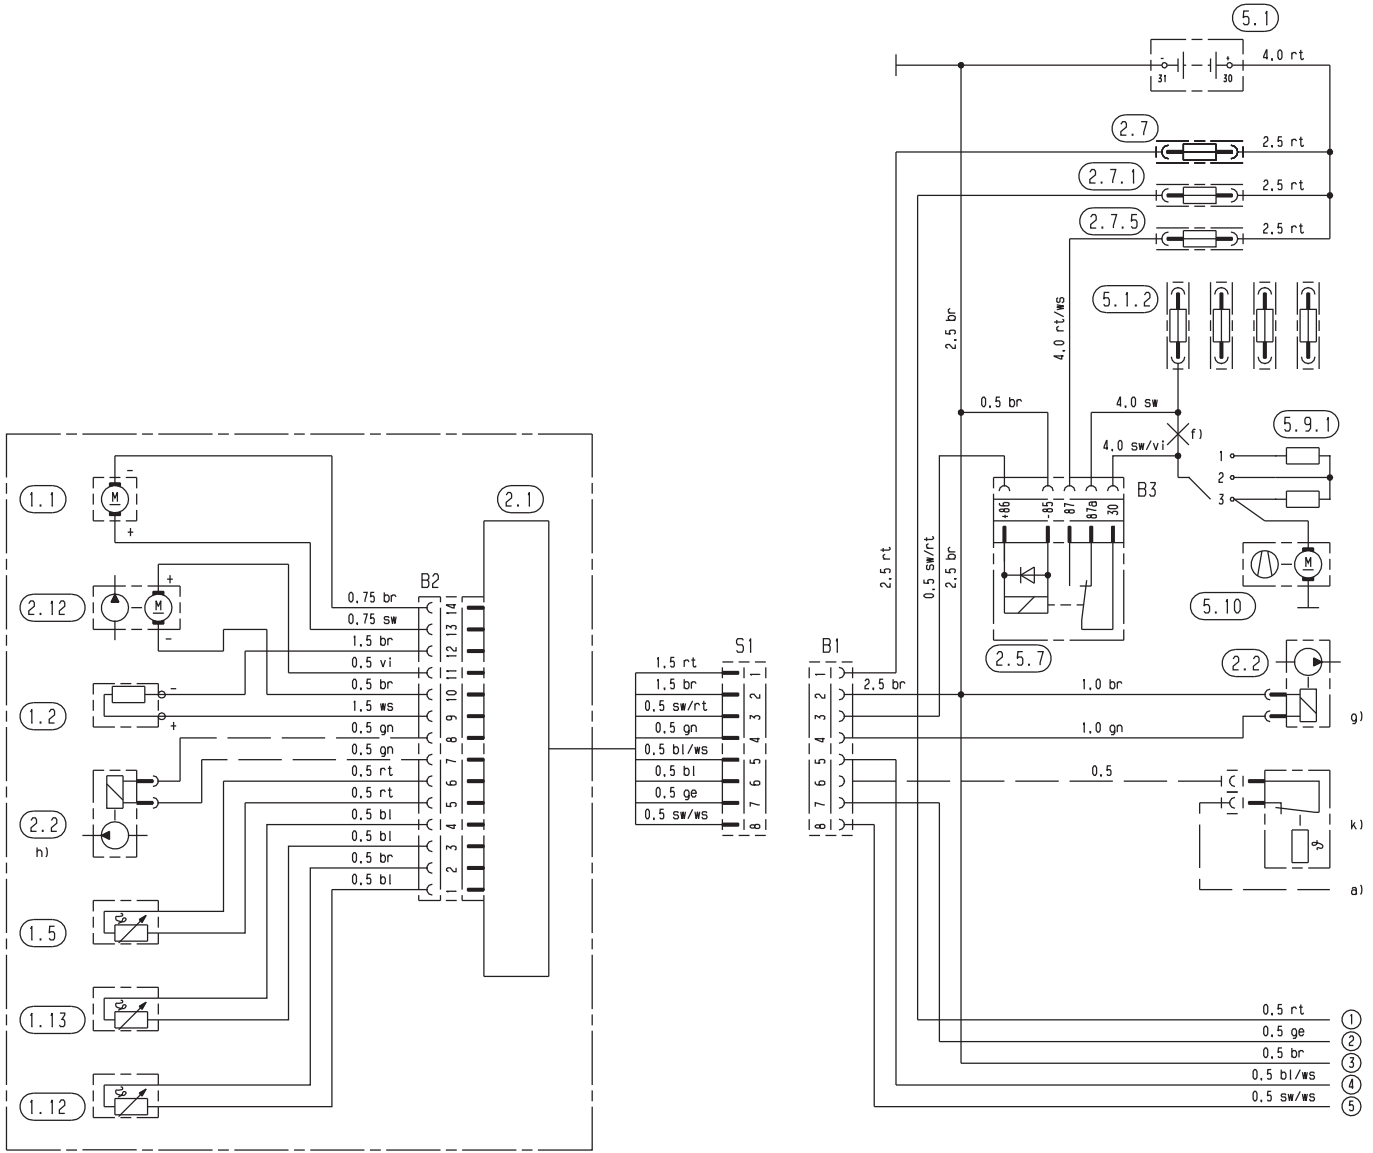 5.1
4,0 rt
-
+
31
30
2.7
2,5 rt
2.7.1
2,5 rt
2.7.5
2,5 rt
5.1.2
2,5 br
4,0 rt/ws
0,5 br
4,0 sw
f)
4,0 sw/vi
5.9.1
1
2
3
B3
+86
-85
87
87a
30
M
5.10
2.5.7
2,5 rt
0,5 sw/rt
2,5 br
1.1
-
M
+
2.1
2.12
+
M
-
B2
1.2
-
+
2.2
h)
1.5
1.13
1.12
0,75 br
14
0,75 sw
13
1,5 br
12
0,5 vi
11
0,5 br
10
1,5 ws
9
0,5 gn
8
0,5 gn
7
0,5 rt
6
0,5 rt
5
0,5 bl
4
0,5 bl
3
0,5 br
2
0,5 bl
1
S1
1,5 rt
1
1,5 br
2
0,5 sw/rt
3
0,5 gn
4
0,5 bl/ws
5
0,5 bl
6
0,5 ge
7
0,5 sw/ws
8
B1
1
2
3
4
5
6
7
8
2,5 br
1,0 br
1,0 gn
2.2
g)
0,5
k)
ϑ
a)
0,5 rt
1
0,5 ge
2
0,5 br
3
0,5 bl/ws
4
0,5 sw/ws
5